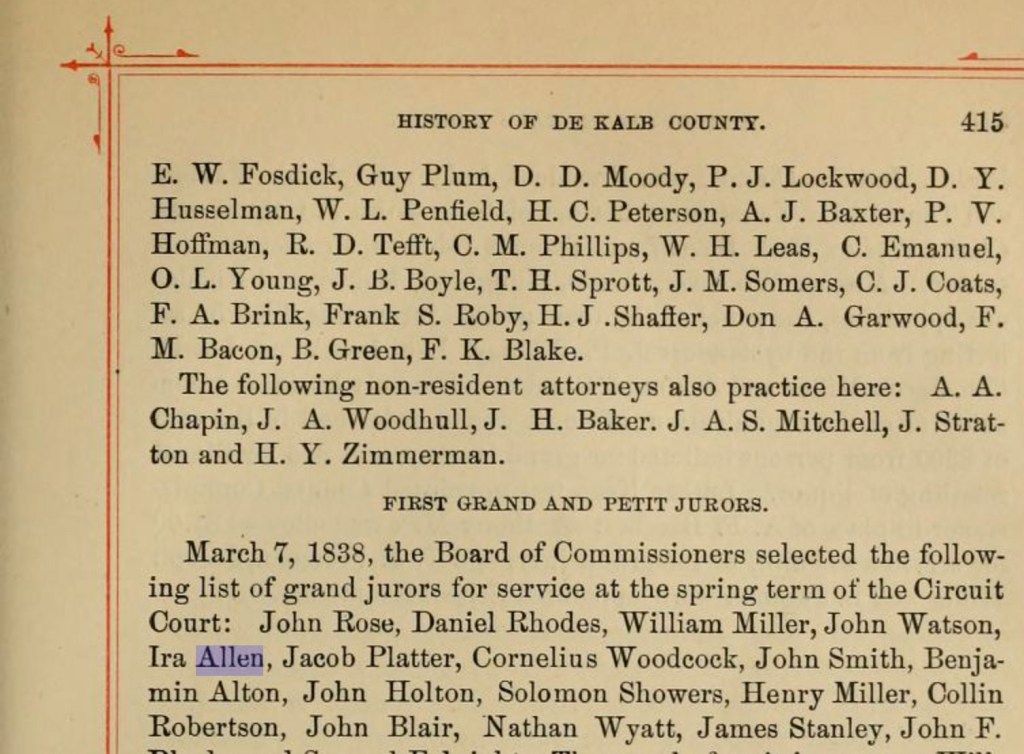 HISTORY OF DE KALB COUNTY. 415
E. W. Fosdick, Guy Plum, D. D. Moody, P. J. Lockwood, D. Y.
Husselman, W. L. Penfield, H. C. Peterson, A. J. Baxter, P. V.
Hoffman, R. D. Tefft, C. M. Phillips, W. H. Leas, C. Emanuel,
O. L. Young, J. B. Boyle, T. H. Sprott, J. M. Somers, C. J. Coats,
F. A. Brink, Frank S. Roby, H. J .Shaffer, Don A. Garwood, F.
M. Bacon, B. Green, F. K. Blake.
The following non-resident attorneys also practice here: A. A.
Chapin, J. A. Woodhull, J. H. Baker. J. A. S. Mitchell, J. Strat-
ton and H. Y. Zimmerman.
FIRST GRAND AND PETIT JURORS.
March 7, 1838, the Board of Commissioners selected the follow-
ing list of grand jurors for service at the spring term of the Circuit
Court: John Rose, Daniel Rhodes, William Miller, John Watson,
Ira Allen, Jacob Platter, Cornelius Woodcock, John Smith, Benja-
min Alton, John Holton, Solomon Showers, Henry Miller, Collin
Robertson, John Blair, Nathan Wyatt, James Stanley, John F.